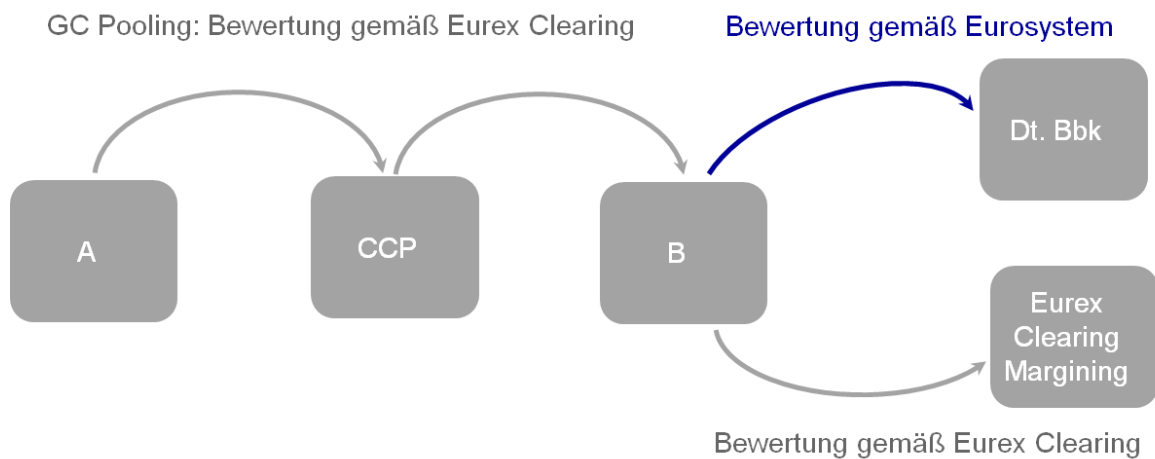 GC Pooling: Bewertung gemäß Eurex Clearing
Bewertung gemäß Eurosystem
Dt. Bbk
A
CCP
B
Eurex
Clearing
Margining
Bewertung gemäß Eurex Clearing